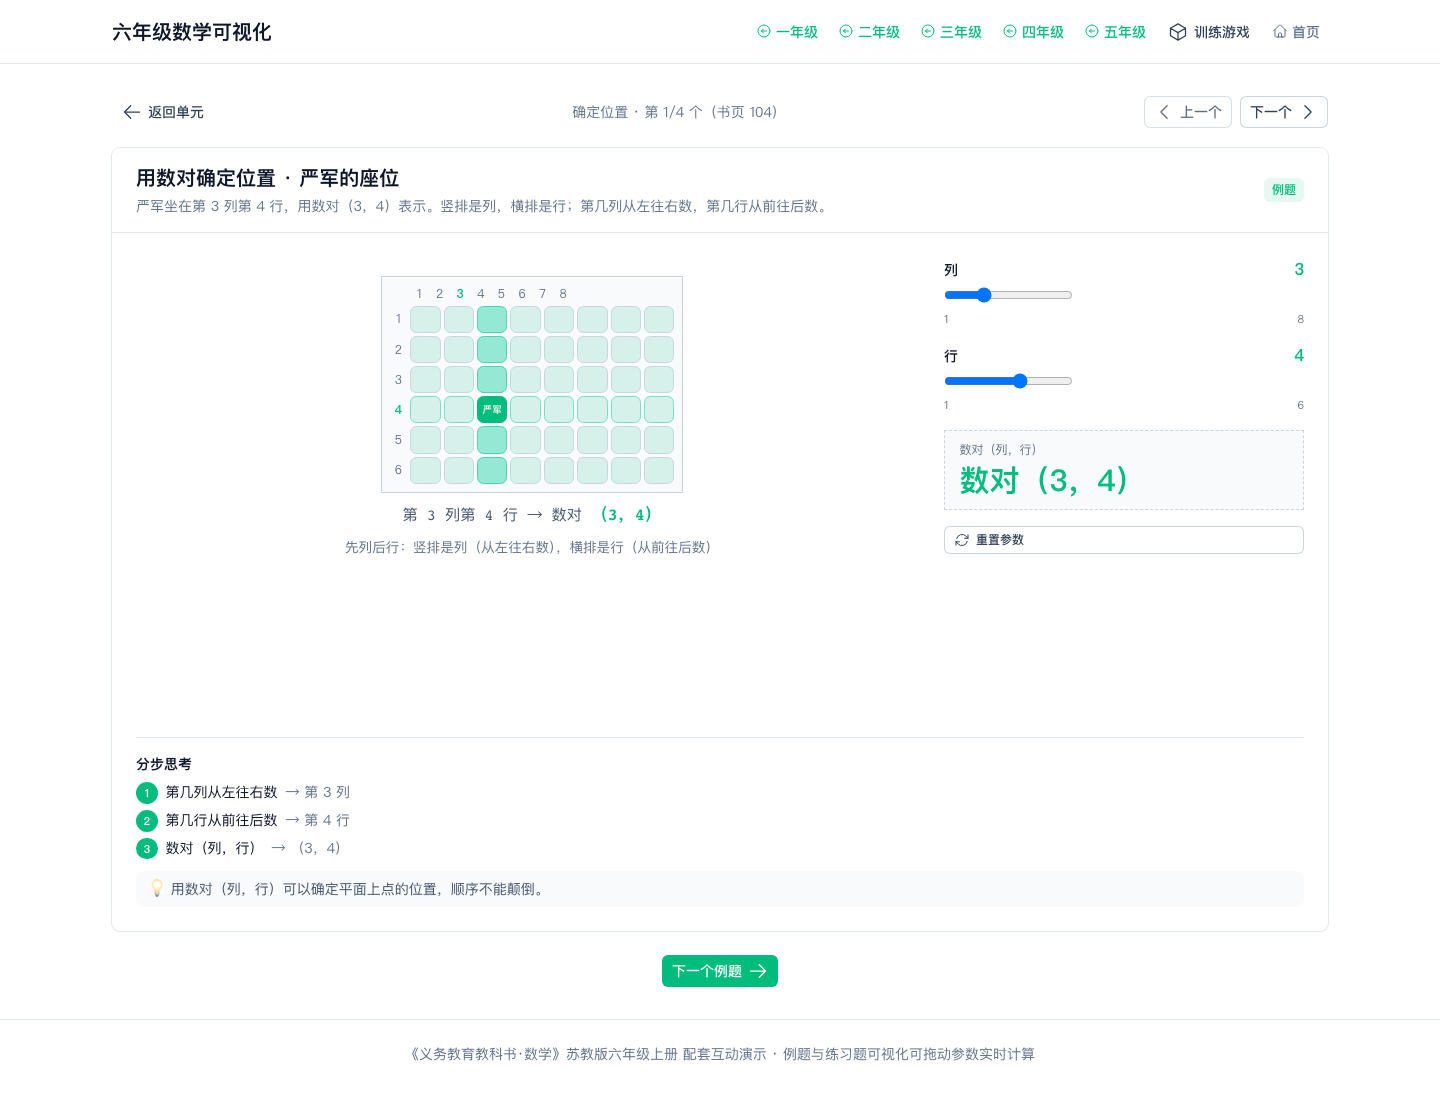 六年级数学可视化
一年级 二年级 三年级 四年级 五年级 训练游戏 首页
返回单元
确定位置 · 第 1/4 个（书页 104）
上一个 下一个
用数对确定位置 · 严军的座位
严军坐在第 3 列第 4 行，用数对（3，4）表示。竖排是列，横排是行；第几列从左往右数，第几行从前往后数。
例题
1 2 3 4 5 6 7 8
1
2
3
4 严军
5
6
第 3 列第 4 行 → 数对 （3，4）
先列后行：竖排是列（从左往右数），横排是行（从前往后数）
列 3
1 8
行 4
1 6
数对（列，行）
数对（3，4）
重置参数
分步思考
1 第几列从左往右数 → 第 3 列
2 第几行从前往后数 → 第 4 行
3 数对（列，行） → （3，4）
💡 用数对（列，行）可以确定平面上点的位置，顺序不能颠倒。
下一个例题 →
《义务教育教科书·数学》苏教版六年级上册 配套互动演示 · 例题与练习题可视化可拖动参数实时计算